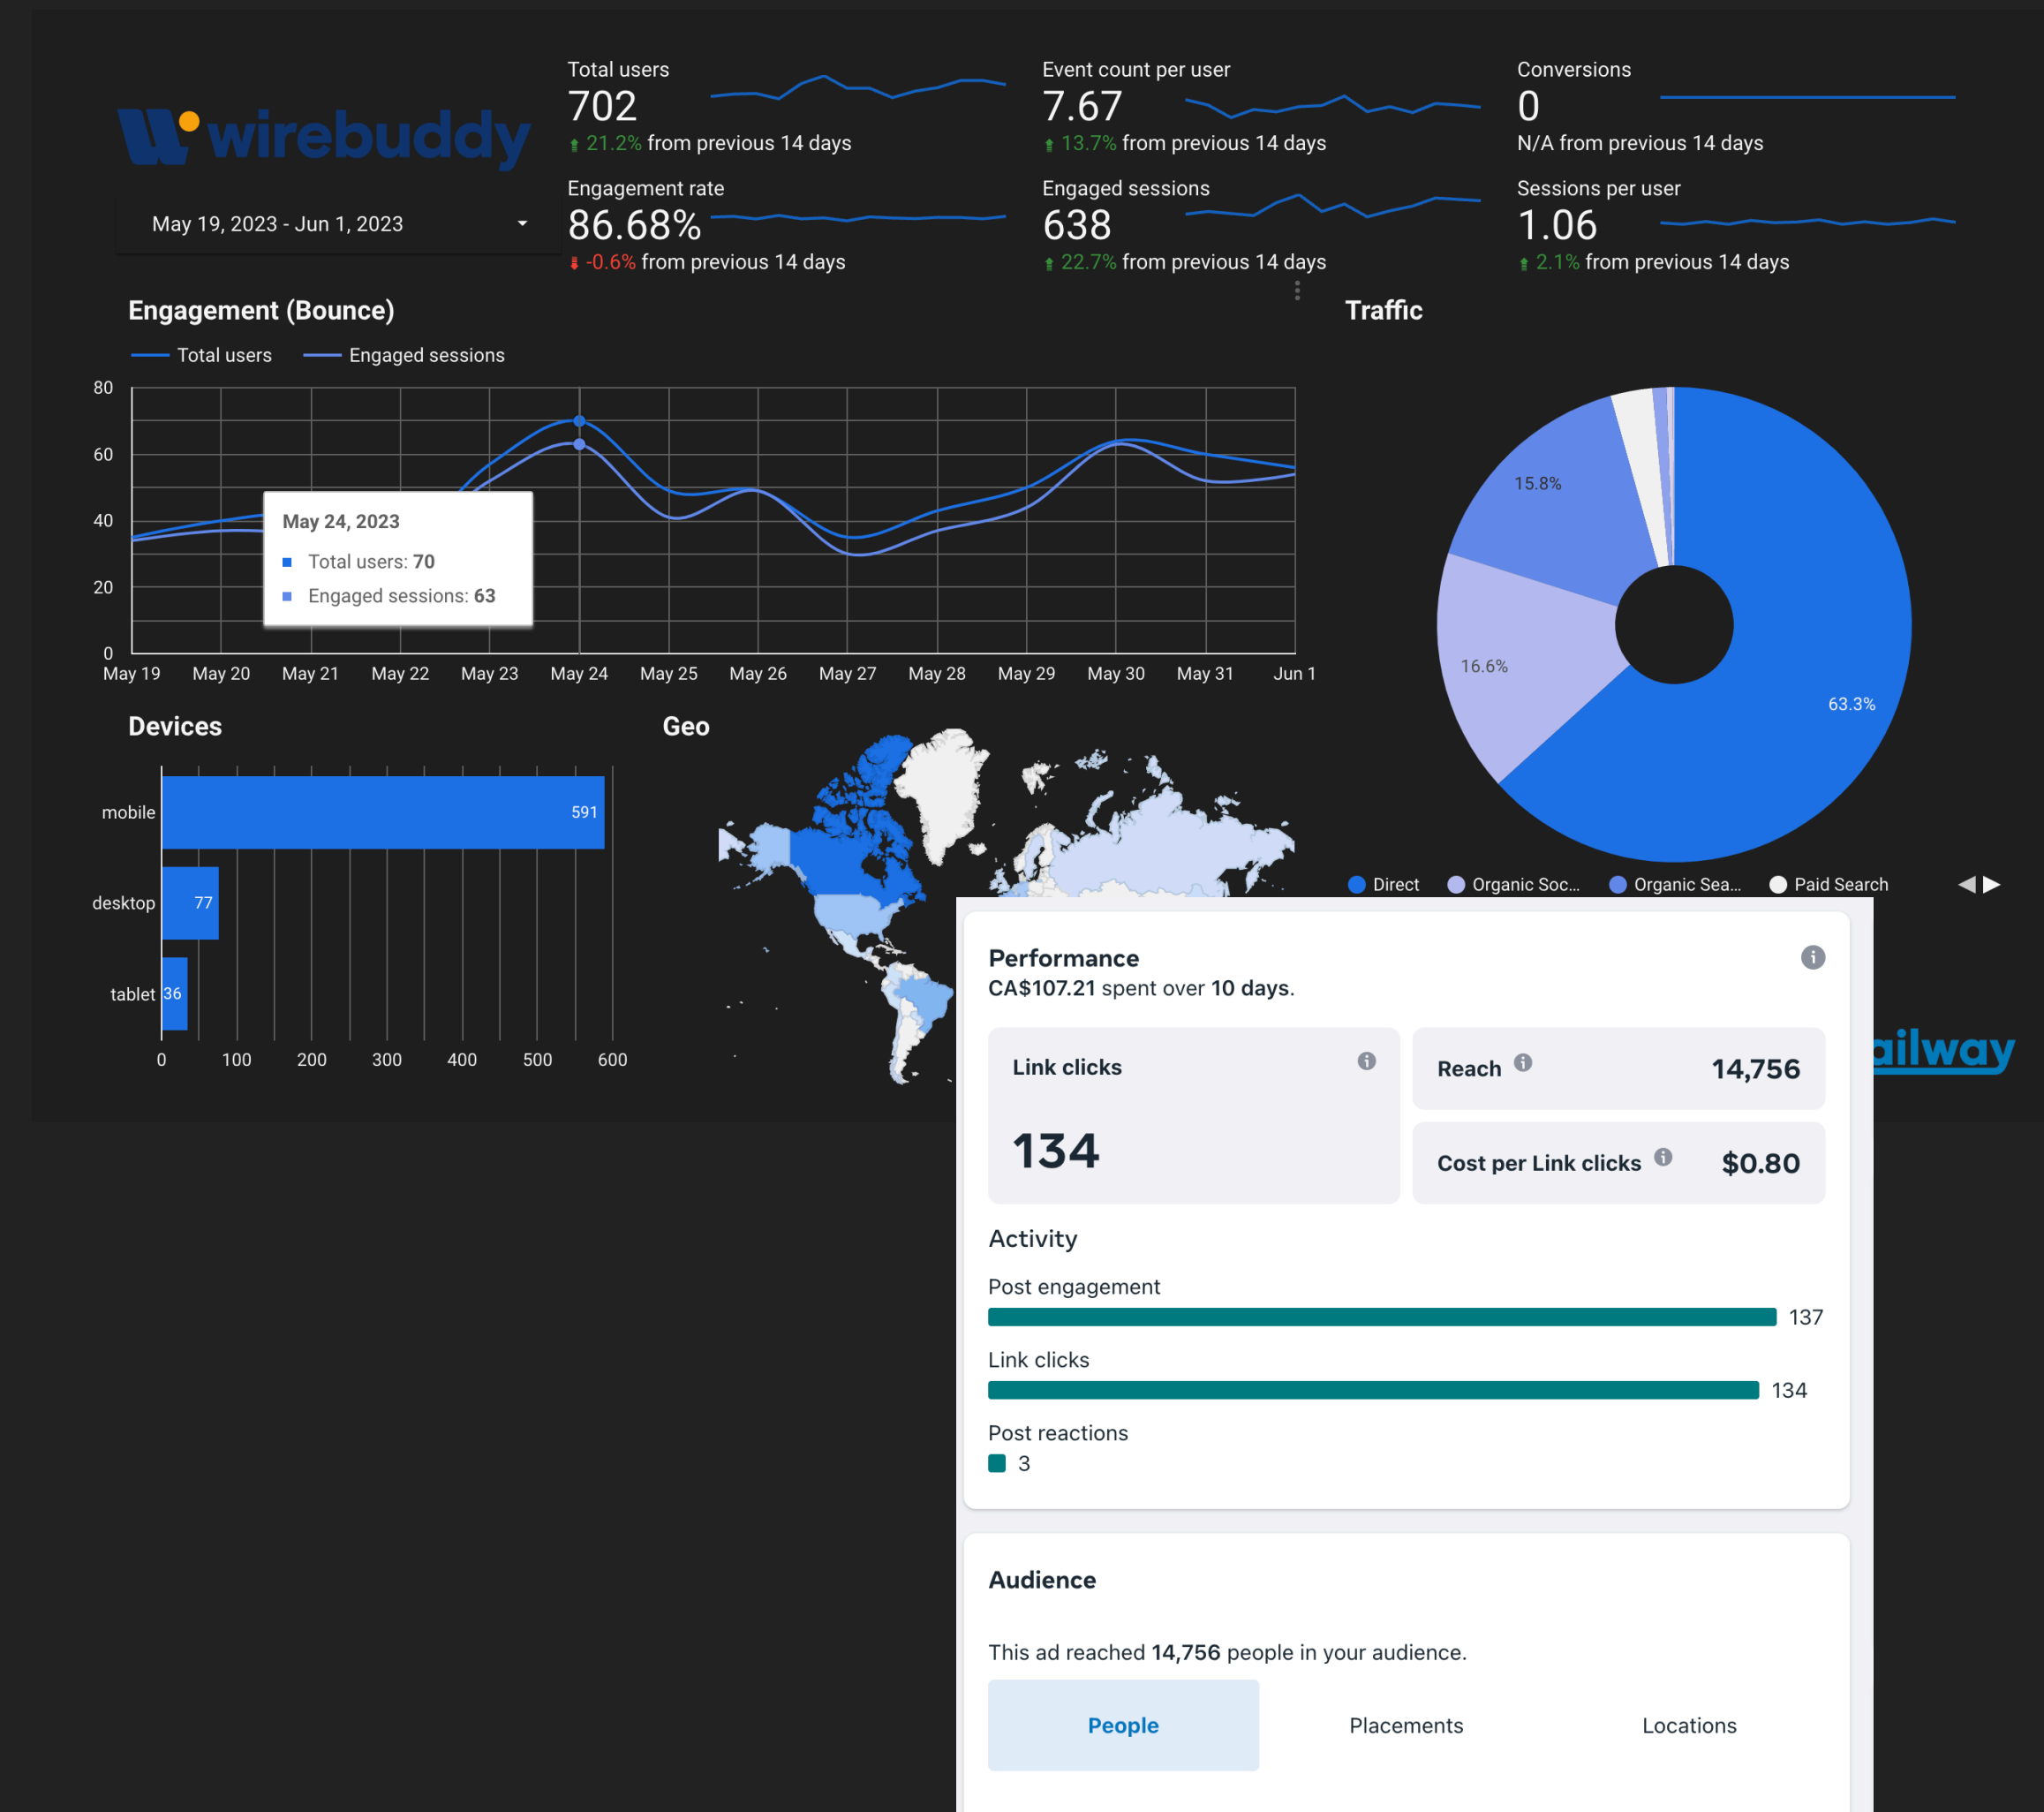 wirebuddy
May 19, 2023 - Jun 1, 2023
Total users
702
21.2% from previous 14 days
Event count per user
7.67
13.7% from previous 14 days
Conversions
0
N/A from previous 14 days
Engagement rate
86.68%
-0.6% from previous 14 days
Engaged sessions
638
22.7% from previous 14 days
Sessions per user
1.06
2.1% from previous 14 days
Engagement (Bounce)
Total users
Engaged sessions
80
60
40
20
0
May 24, 2023
Total users: 70
Engaged sessions: 63
May 19 May 20 May 21 May 22 May 23 May 24 May 25 May 26 May 27 May 28 May 29 May 30 May 31 Jun 1
Traffic
15.8%
16.6%
63.3%
Direct Organic Soc... Organic Sea... Paid Search
Devices
mobile 591
desktop 77
tablet 36
0 100 200 300 400 500 600
Geo
ailway
Performance
CA$107.21 spent over 10 days.
Link clicks
134
Reach 14,756
Cost per Link clicks $0.80
Activity
Post engagement
137
Link clicks
134
Post reactions
3
Audience
This ad reached 14,756 people in your audience.
People Placements Locations